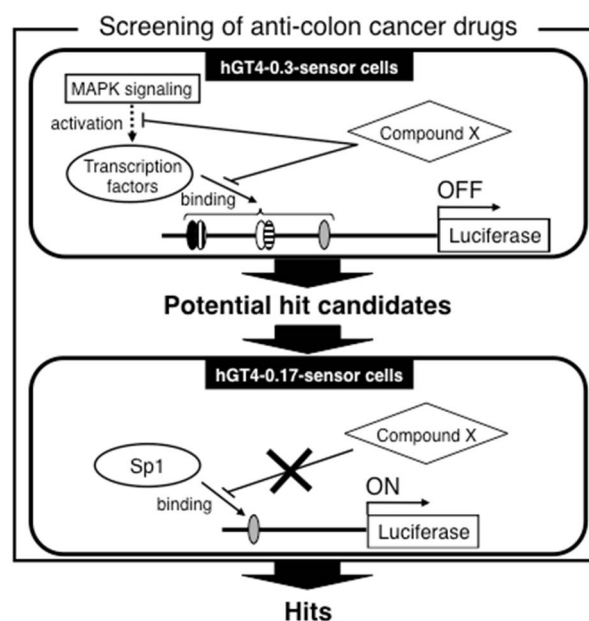 Screening of anti-colon cancer drugs
hGT4-0.3-sensor cells
MAPK signaling
activation
Compound X
Transcription
factors
binding
OFF
Luciferase
Potential hit candidates
hGT4-0.17-sensor cells
Compound X
Sp1
binding
ON
Luciferase
Hits